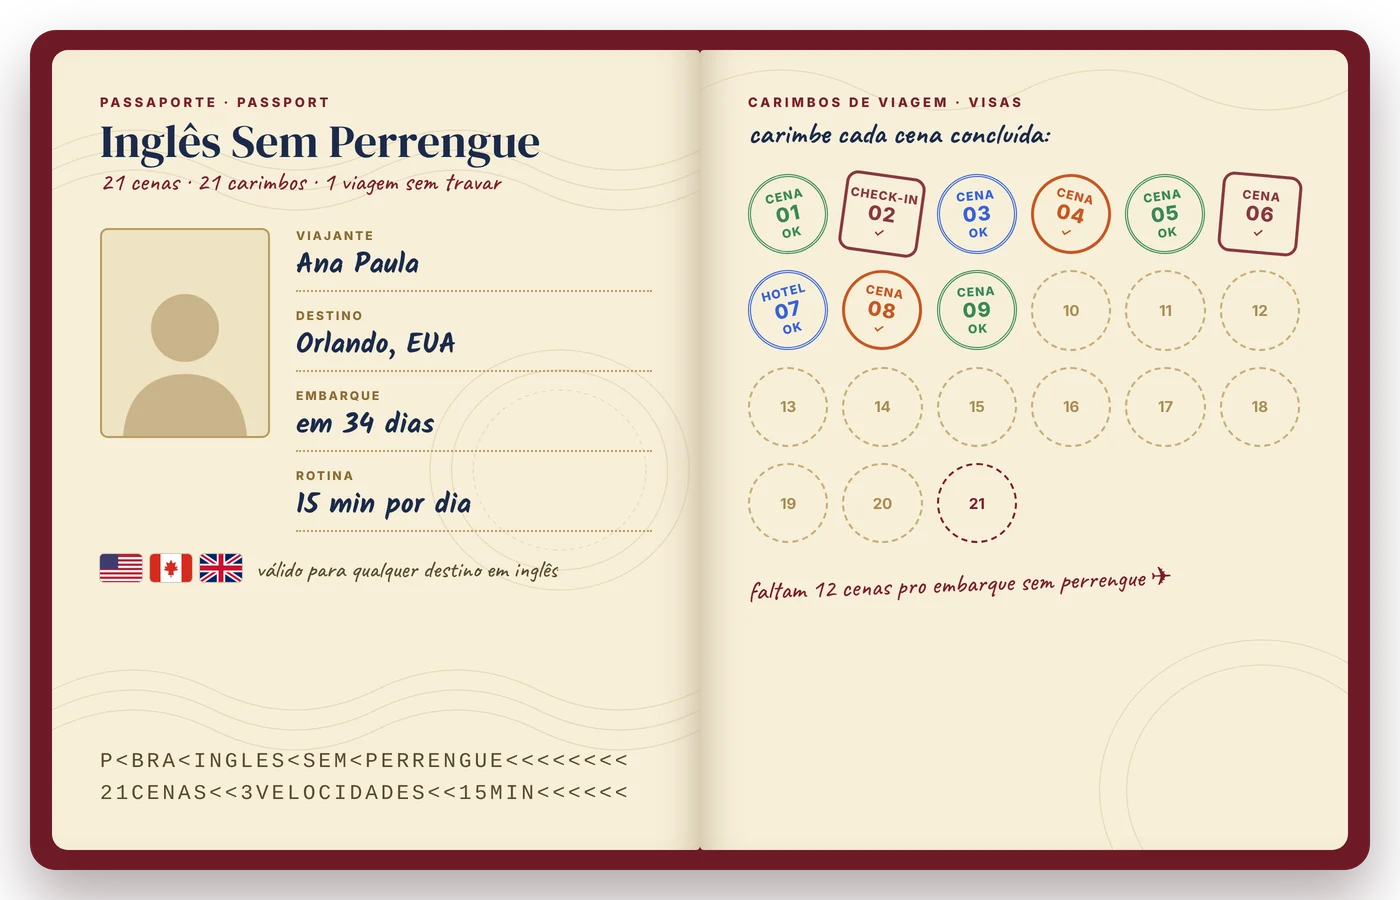 PASSAPORTE · PASSPORT
Inglês Sem Perrengue
21 cenas · 21 carimbos · 1 viagem sem travar
VIAJANTE
Ana Paula
DESTINO
Orlando, EUA
EMBARQUE
em 34 dias
ROTINA
15 min por dia
válido para qualquer destino em inglês
P<BRA<INGLES<SEM<PERRENGUE<<<<<<<<
21CENAS<<3VELOCIDADES<<15MIN<<<<<<
CARIMBOS DE VIAGEM · VISAS
carimbe cada cena concluída:
CENA
01
OK
CHECK-IN
02
✓
CENA
03
OK
CENA
04
✓
CENA
05
OK
CENA
06
✓
HOTEL
07
OK
CENA
08
✓
CENA
09
OK
10
11
12
13
14
15
16
17
18
19
20
21
faltam 12 cenas pro embarque sem perrengue ✈